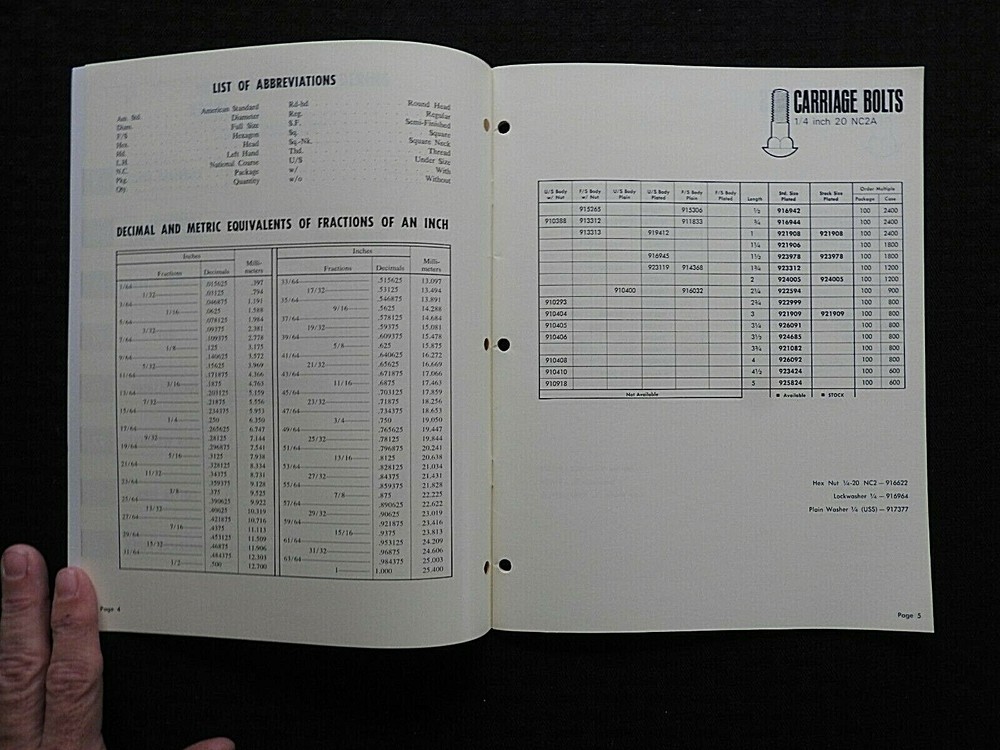 LIST OF ABBREVIATIONS
Am. Std. American Standard Rd-hd Round Head
Diam. Diameter Reg. Regular
F/S Full Size S.F. Semi-Finished
Hex. Hexagon Sq. Square
Hd. Head Sq.-Nk. Square Neck
L.H. Left Hand Thd. Thread
N.C. National Course U/S Under Size
Pkg. Package w/ With
Qty. Quantity w/o Without
DECIMAL AND METRIC EQUIVALENTS OF FRACTIONS OF AN INCH
Inches Milli-meters Inches Milli-meters
Fractions Decimals Fractions Decimals
1/64 .015625 .397 33/64 .515625 13.097
1/32 .03125 .794 17/32 .53125 13.494
3/64 .046875 1.191 35/64 .546875 13.891
1/16 .0625 1.588 9/16 .5625 14.288
5/64 .078125 1.984 37/64 .578125 14.684
3/32 .09375 2.381 19/32 .59375 15.081
7/64 .109375 2.778 39/64 .609375 15.478
1/8 .125 3.175 5/8 .625 15.875
9/64 .140625 3.572 41/64 .640625 16.272
5/32 .15625 3.969 21/32 .65625 16.669
11/64 .171875 4.366 43/64 .671875 17.066
3/16 .1875 4.763 11/16 .6875 17.463
13/64 .203125 5.159 45/64 .703125 17.859
7/32 .21875 5.556 23/32 .71875 18.256
15/64 .234375 5.953 47/64 .734375 18.653
1/4 .250 6.350 3/4 .750 19.050
17/64 .265625 6.747 49/64 .765625 19.447
9/32 .28125 7.144 25/32 .78125 19.844
19/64 .296875 7.541 51/64 .796875 20.241
5/16 .3125 7.938 13/16 .8125 20.638
21/64 .328125 8.334 53/64 .828125 21.034
11/32 .34375 8.731 27/32 .84375 21.431
23/64 .359375 9.128 55/64 .859375 21.828
3/8 .375 9.525 7/8 .875 22.225
25/64 .390625 9.922 57/64 .890625 22.622
13/32 .40625 10.319 29/32 .90625 23.019
27/64 .421875 10.716 59/64 .921875 23.416
7/16 .4375 11.113 15/16 .9375 23.813
29/64 .453125 11.509 61/64 .953125 24.209
15/32 .46875 11.906 31/32 .96875 24.606
31/64 .484375 12.303 63/64 .984375 25.003
1/2 .500 12.700 1 1.000 25.400
Page 4
CARRIAGE BOLTS
1/4 inch 20 NC2A
U/S Body w/ Nut F/S Body w/ Nut U/S Body Plain U/S Body Plated F/S Body Plain F/S Body Plated Length Std. Size Plated Stock Size Plated Order Multiple
Package Case
915265 915306 ½ 916942 100 2400
910388 913312 911833 ¾ 916944 100 2400
913313 919412 1 921908 921908 100 2400
1¼ 921906 100 1800
916945 1½ 923978 923978 100 1800
923119 914368 1¾ 923312 100 1200
2 924005 924005 100 1200
910400 916032 2¼ 922594 100 900
910293 2¾ 922999 100 800
910404 3 921909 921909 100 800
910405 3¼ 926091 100 800
910406 3½ 924685 100 800
3¾ 921082 100 800
910408 4 926092 100 800
910410 4½ 923424 100 600
910918 5 925824 100 600
Not Available ■ Available ■ STOCK
Hex Nut ¼-20 NC2—916622
Lockwasher ¼ — 916964
Plain Washer ¼ (USS) — 917377
Page 5